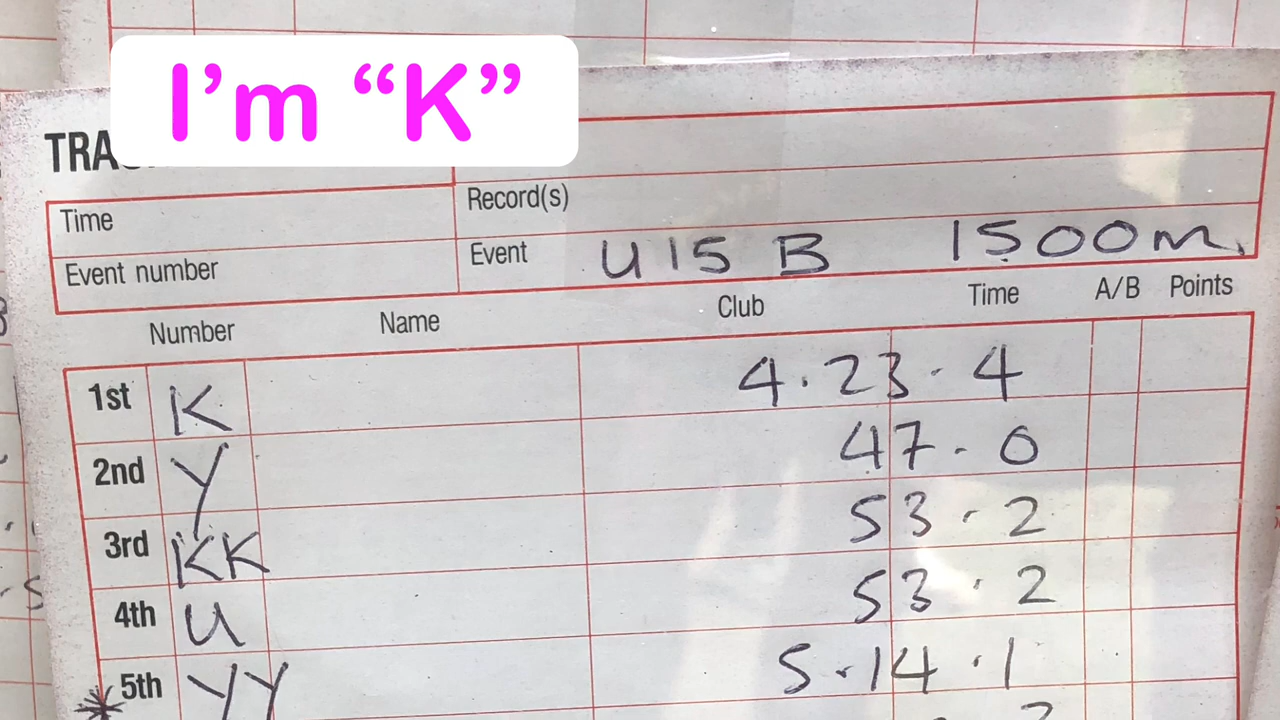 I'm “K”
TRA
Time
Record(s)
Event number
Event U15 B 1500m.
Number Name Club Time A/B Points
1st K 4.23.4
2nd Y 47.0
3rd KK 53.2
4th U 53.2
5th YY 5.14.1